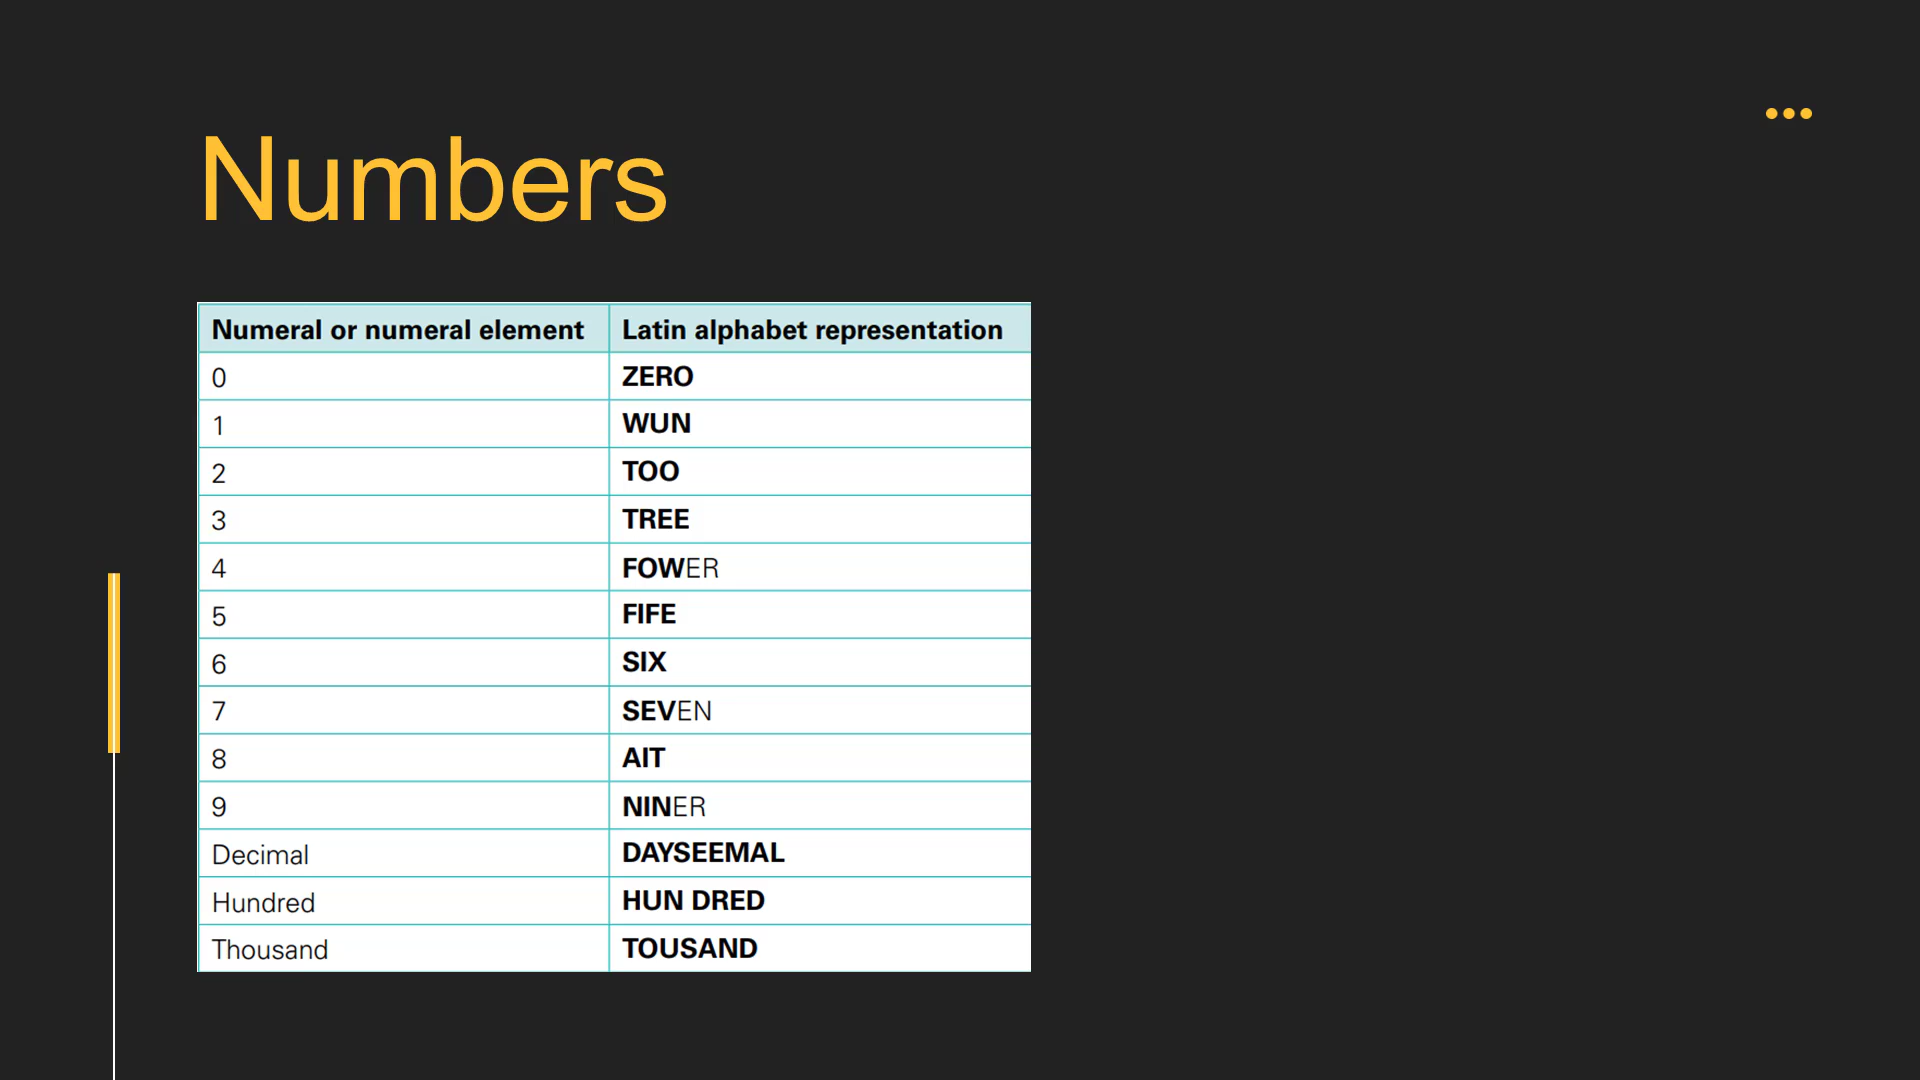 Numbers
Numeral or numeral element Latin alphabet representation
0 ZERO
1 WUN
2 TOO
3 TREE
4 FOWER
5 FIFE
6 SIX
7 SEVEN
8 AIT
9 NINER
Decimal DAYSEEMAL
Hundred HUN DRED
Thousand TOUSAND